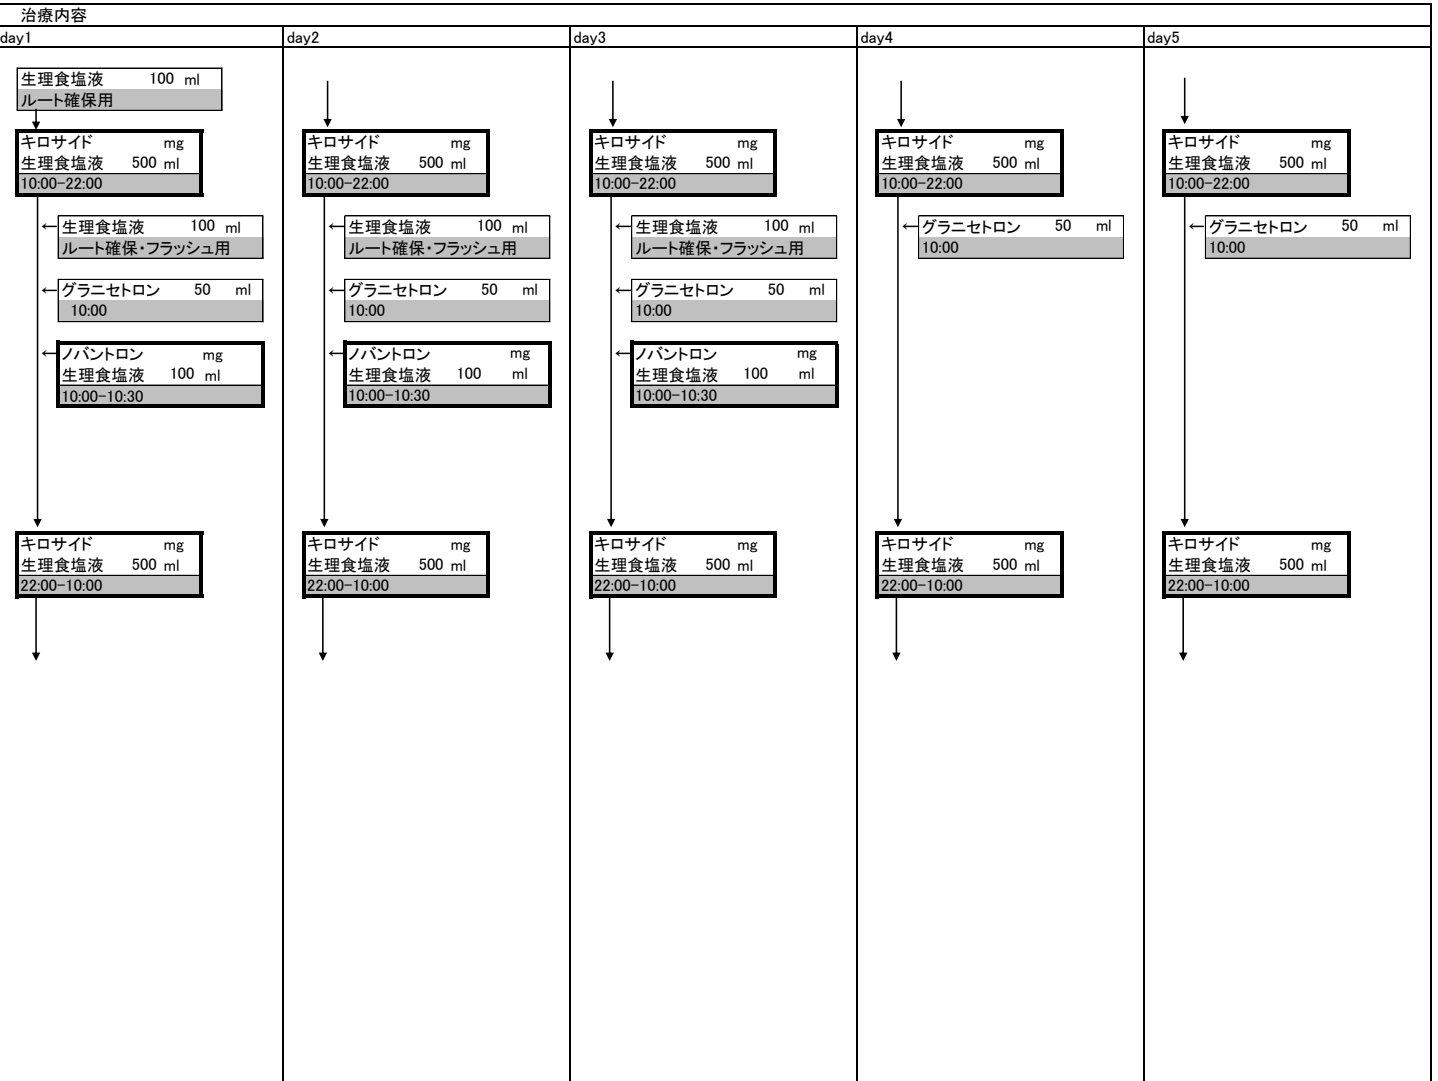 治療内容
day1
生理食塩液 100 ml
ルート確保用
キロサイド mg
生理食塩液 500 ml
10:00-22:00
←生理食塩液 100 ml
ルート確保・フラッシュ用
←グラニセトロン 50 ml
10:00
←ノバントロン mg
生理食塩液 100 ml
10:00-10:30
キロサイド mg
生理食塩液 500 ml
22:00-10:00
day2
キロサイド mg
生理食塩液 500 ml
10:00-22:00
←生理食塩液 100 ml
ルート確保・フラッシュ用
←グラニセトロン 50 ml
10:00
←ノバントロン mg
生理食塩液 100 ml
10:00-10:30
キロサイド mg
生理食塩液 500 ml
22:00-10:00
day3
キロサイド mg
生理食塩液 500 ml
10:00-22:00
←生理食塩液 100 ml
ルート確保・フラッシュ用
←グラニセトロン 50 ml
10:00
←ノバントロン mg
生理食塩液 100 ml
10:00-10:30
キロサイド mg
生理食塩液 500 ml
22:00-10:00
day4
キロサイド mg
生理食塩液 500 ml
10:00-22:00
←グラニセトロン 50 ml
10:00
キロサイド mg
生理食塩液 500 ml
22:00-10:00
day5
キロサイド mg
生理食塩液 500 ml
10:00-22:00
←グラニセトロン 50 ml
10:00
キロサイド mg
生理食塩液 500 ml
22:00-10:00